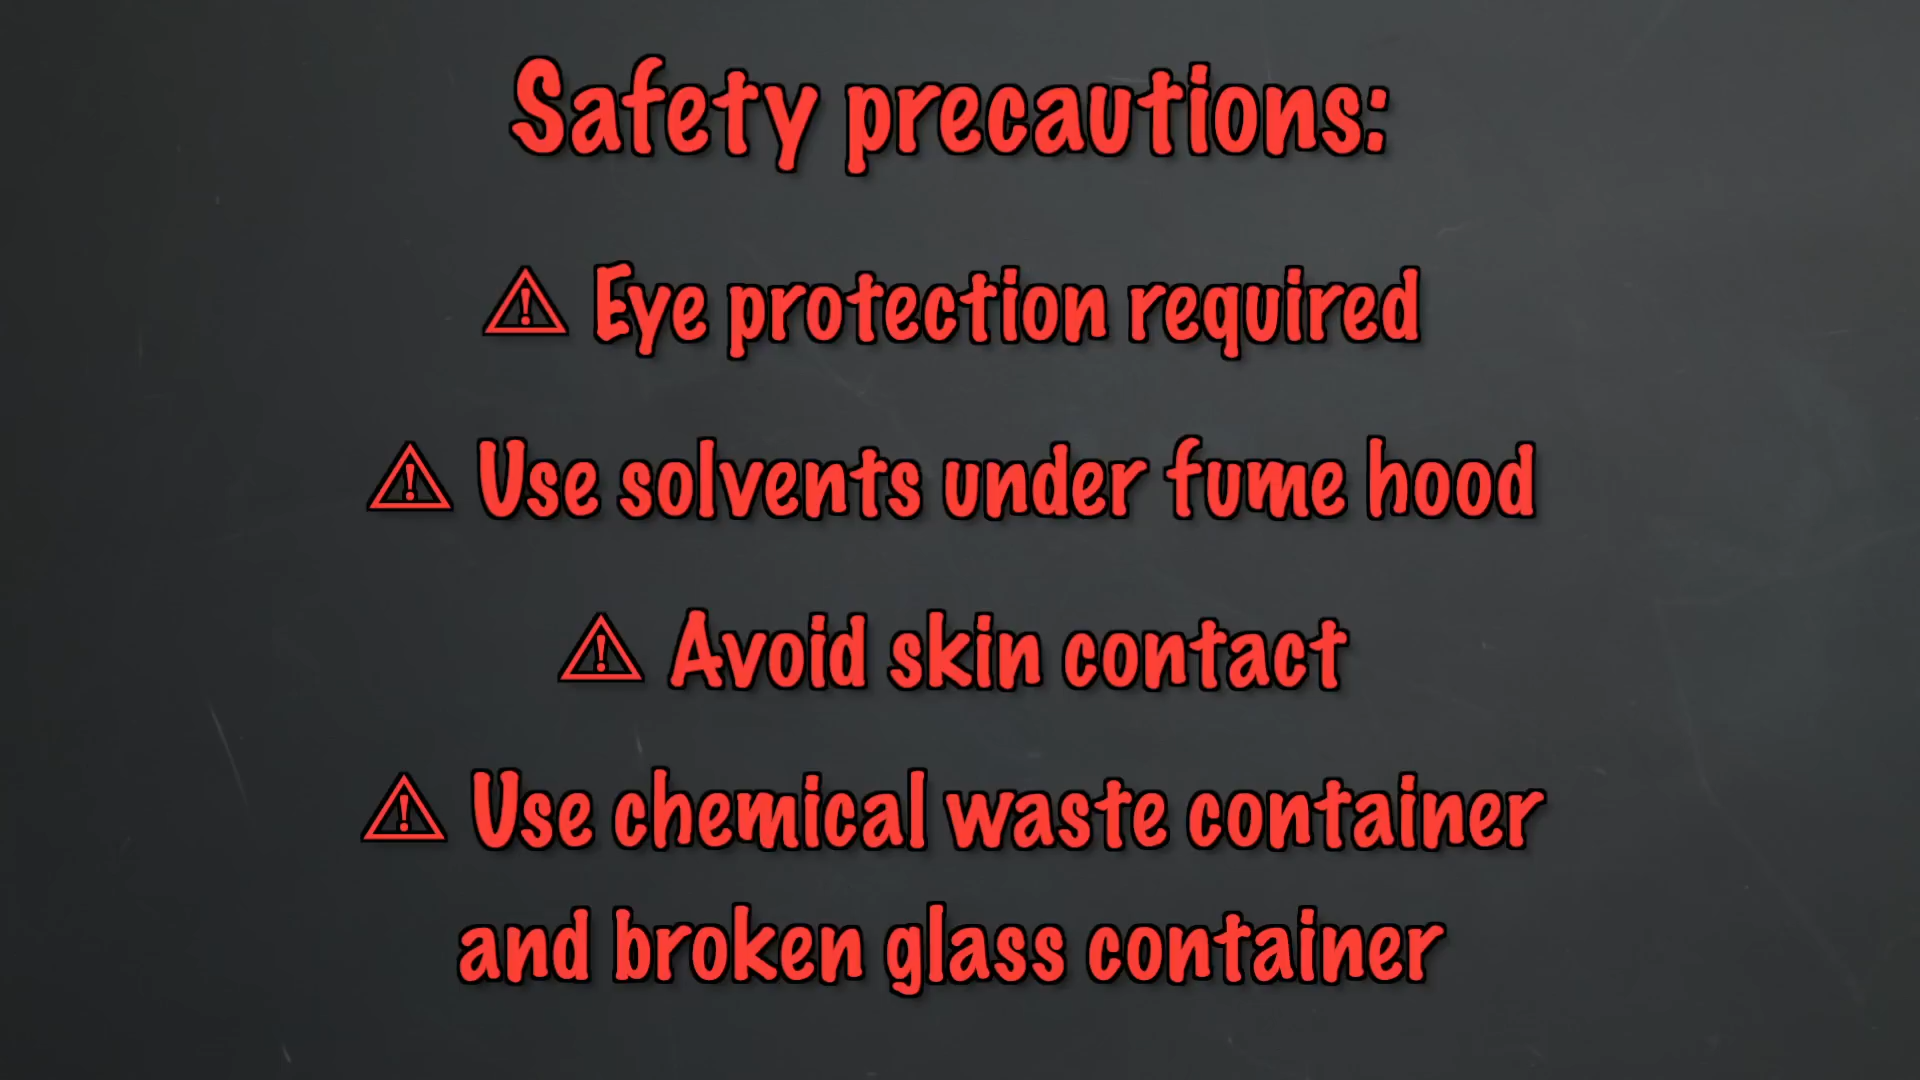 Safety precautions:
⚠ Eye protection required
⚠ Use solvents under fume hood
⚠ Avoid skin contact
⚠ Use chemical waste container
and broken glass container